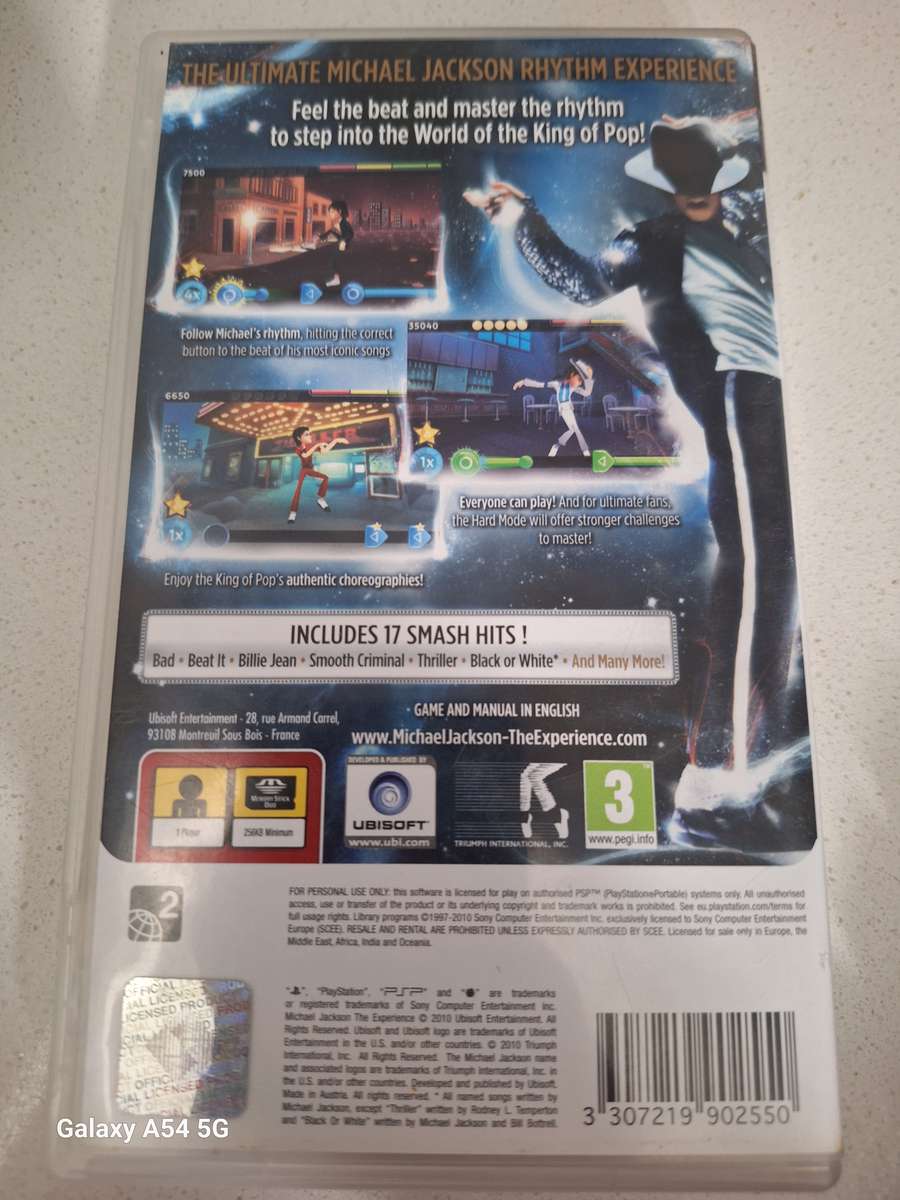 THE ULTIMATE MICHAEL JACKSON RHYTHM EXPERIENCE
Feel the beat and master the rhythm
to step into the World of the King of Pop!
7500
4x
Follow Michael's rhythm, hitting the correct
button to the beat of his most iconic songs
35040
1x
6650
1x
Everyone can play! And for ultimate fans,
the Hard Mode will offer stronger challenges
to master!
Enjoy the King of Pop's authentic choreographies!
INCLUDES 17 SMASH HITS !
Bad • Beat It • Billie Jean • Smooth Criminal • Thriller • Black or White* • And Many More!
Ubisoft Entertainment - 28, rue Armand Carrel,
93108 Montreuil Sous Bois - France
• GAME AND MANUAL IN ENGLISH
www.MichaelJackson-TheExperience.com
1 Player
MEMORY STICK
DUO
256KB Minimum
DEVELOPED & PUBLISHED BY
UBISOFT
www.ubi.com
TRIUMPH INTERNATIONAL, INC.
3
www.pegi.info
2
FOR PERSONAL USE ONLY: this software is licensed for play on authorised PSP™ (PlayStation®Portable) systems only. All unauthorised
access, use or transfer of the product or its underlying copyright and trademark works is prohibited. See eu.playstation.com/terms for
full usage rights. Library programs ©1997-2010 Sony Computer Entertainment Inc. exclusively licensed to Sony Computer Entertainment
Europe (SCEE). RESALE AND RENTAL ARE PROHIBITED UNLESS EXPRESSLY AUTHORISED BY SCEE. Licensed for sale only in Europe, the
Middle East, Africa, India and Oceania.
" ", "PlayStation", "PSP" and " " are trademarks
or registered trademarks of Sony Computer Entertainment Inc.
Michael Jackson The Experience © 2010 Ubisoft Entertainment. All
Rights Reserved. Ubisoft and Ubisoft logo are trademarks of Ubisoft
Entertainment in the U.S. and/or other countries. © 2010 Triumph
International, Inc. All Rights Reserved. The Michael Jackson name
and associated logos are trademarks of Triumph International, Inc. in
the U.S. and/or other countries. Developed and published by Ubisoft.
Made in Austria. All rights reserved. * All named songs written by
Michael Jackson, except "Thriller" written by Rodney L. Temperton
and "Black Or White" written by Michael Jackson and Bill Bottrell.
OFFICIAL
LICENSED PRODUCT
3 307219 902550
Galaxy A54 5G